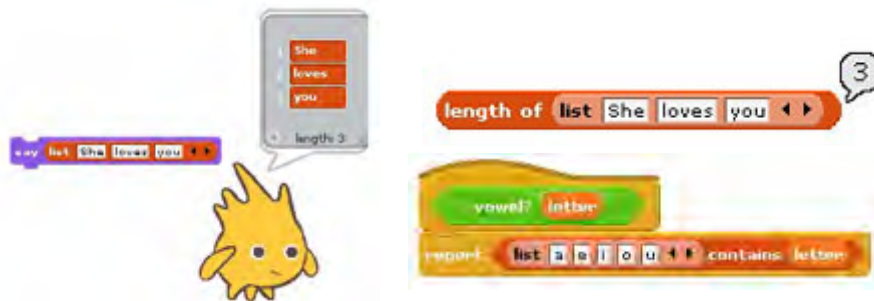 say list She loves you
She
loves
you
length: 3
length of list She loves you
3
vowel? letter
report list a e i o u contains letter